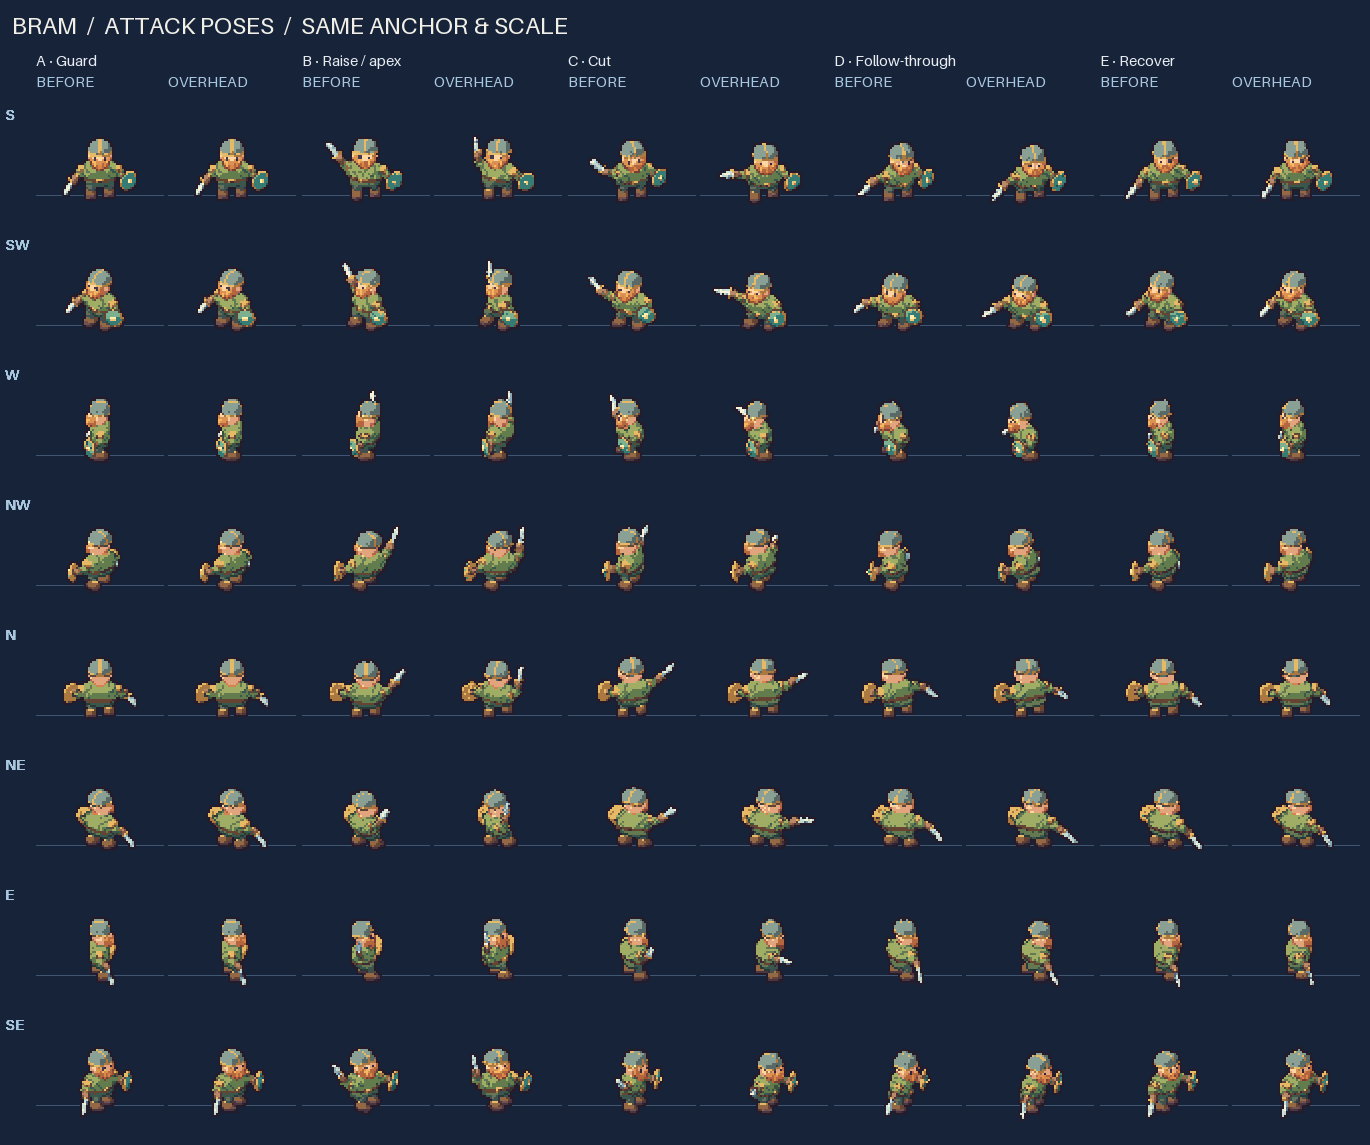 BRAM / ATTACK POSES / SAME ANCHOR & SCALE
A · Guard B · Raise / apex C · Cut D · Follow-through E · Recover
BEFORE OVERHEAD BEFORE OVERHEAD BEFORE OVERHEAD BEFORE OVERHEAD BEFORE OVERHEAD
S
SW
W
NW
N
NE
E
SE